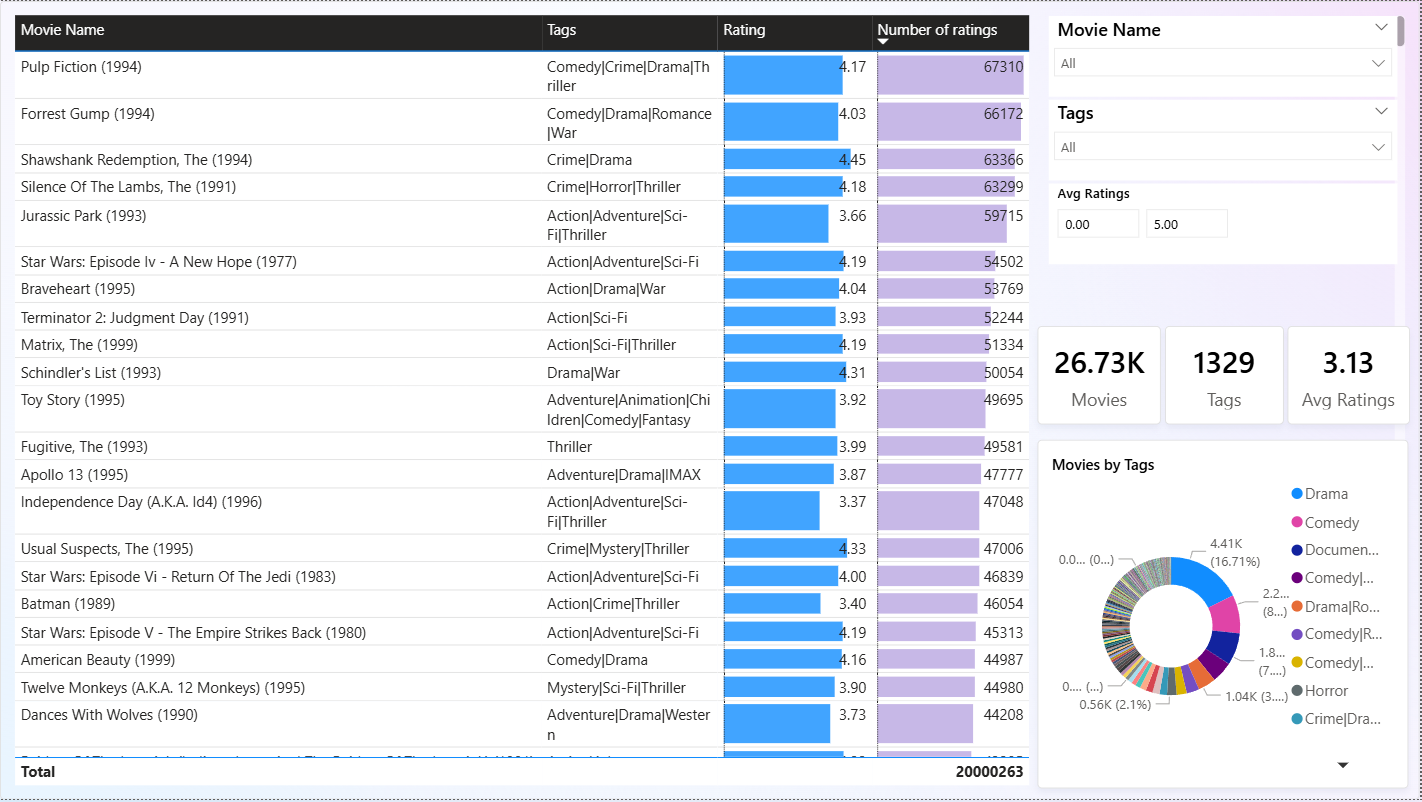 Movie Name Tags Rating Number of ratings
Pulp Fiction (1994) Comedy|Crime|Drama|Th 4.17 67310
riller
Forrest Gump (1994) Comedy|Drama|Romance 4.03 66172
|War
Shawshank Redemption, The (1994) Crime|Drama 4.45 63366
Silence Of The Lambs, The (1991) Crime|Horror|Thriller 4.18 63299
Jurassic Park (1993) Action|Adventure|Sci- 3.66 59715
Fi|Thriller
Star Wars: Episode Iv - A New Hope (1977) Action|Adventure|Sci-Fi 4.19 54502
Braveheart (1995) Action|Drama|War 4.04 53769
Terminator 2: Judgment Day (1991) Action|Sci-Fi 3.93 52244
Matrix, The (1999) Action|Sci-Fi|Thriller 4.19 51334
Schindler's List (1993) Drama|War 4.31 50054
Toy Story (1995) Adventure|Animation|Chi 3.92 49695
ldren|Comedy|Fantasy
Fugitive, The (1993) Thriller 3.99 49581
Apollo 13 (1995) Adventure|Drama|IMAX 3.87 47777
Independence Day (A.K.A. Id4) (1996) Action|Adventure|Sci- 3.37 47048
Fi|Thriller
Usual Suspects, The (1995) Crime|Mystery|Thriller 4.33 47006
Star Wars: Episode Vi - Return Of The Jedi (1983) Action|Adventure|Sci-Fi 4.00 46839
Batman (1989) Action|Crime|Thriller 3.40 46054
Star Wars: Episode V - The Empire Strikes Back (1980) Action|Adventure|Sci-Fi 4.19 45313
American Beauty (1999) Comedy|Drama 4.16 44987
Twelve Monkeys (A.K.A. 12 Monkeys) (1995) Mystery|Sci-Fi|Thriller 3.90 44980
Dances With Wolves (1990) Adventure|Drama|Wester 3.73 44208
n
Total 20000263
Movie Name
All
Tags
All
Avg Ratings
0.00 5.00
26.73K 1329 3.13
Movies Tags Avg Ratings
Movies by Tags
4.41K
(16.71%)
2.2...
(8...)
1.8...
(7....)
1.04K (3....)
0.56K (2.1%)
0.... (...)
0.0... (0...)
Drama
Comedy
Documen...
Comedy|...
Drama|Ro...
Comedy|R...
Comedy|...
Horror
Crime|Dra...